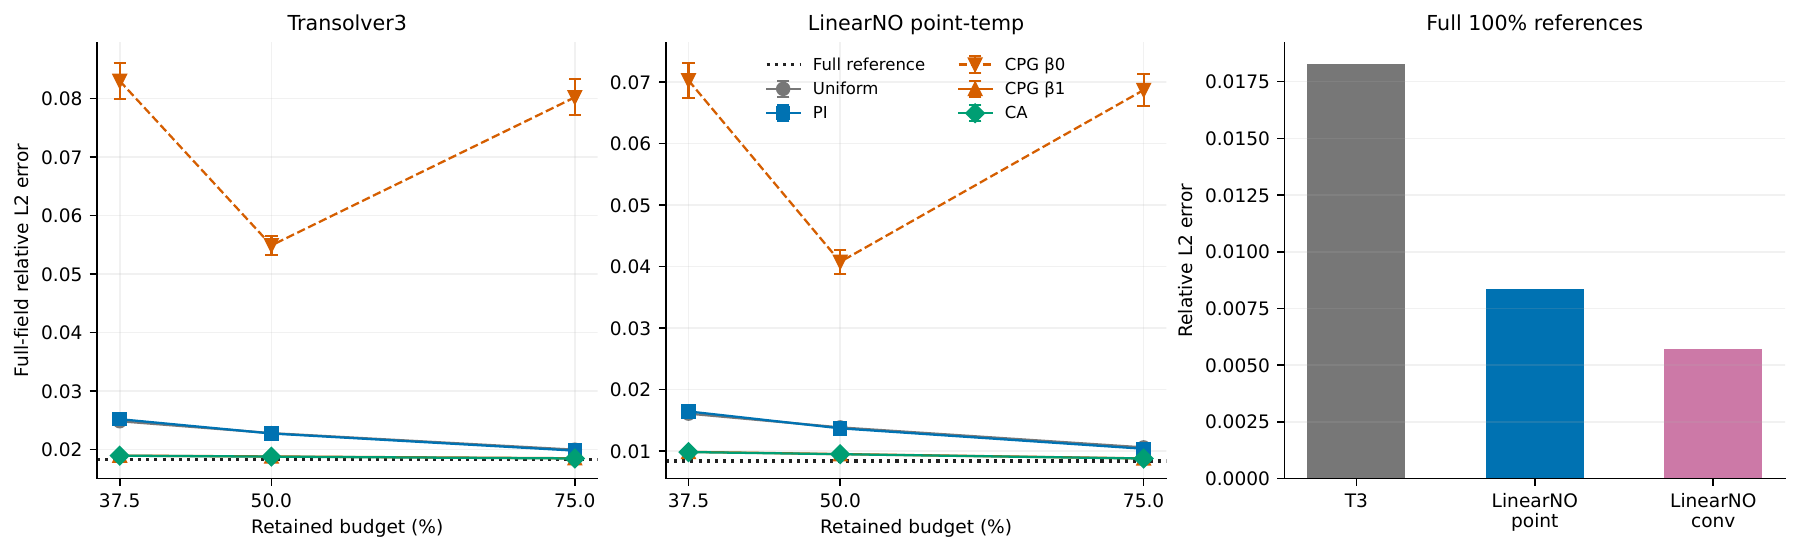 Transolver3
Full-field relative L2 error
0.08
0.07
0.06
0.05
0.04
0.03
0.02
37.5
50.0
75.0
Retained budget (%)
LinearNO point-temp
Full reference
Uniform
PI
CPG β0
CPG β1
CA
0.07
0.06
0.05
0.04
0.03
0.02
0.01
37.5
50.0
75.0
Retained budget (%)
Full 100% references
Relative L2 error
0.0175
0.0150
0.0125
0.0100
0.0075
0.0050
0.0025
0.0000
T3
LinearNO
point
LinearNO
conv